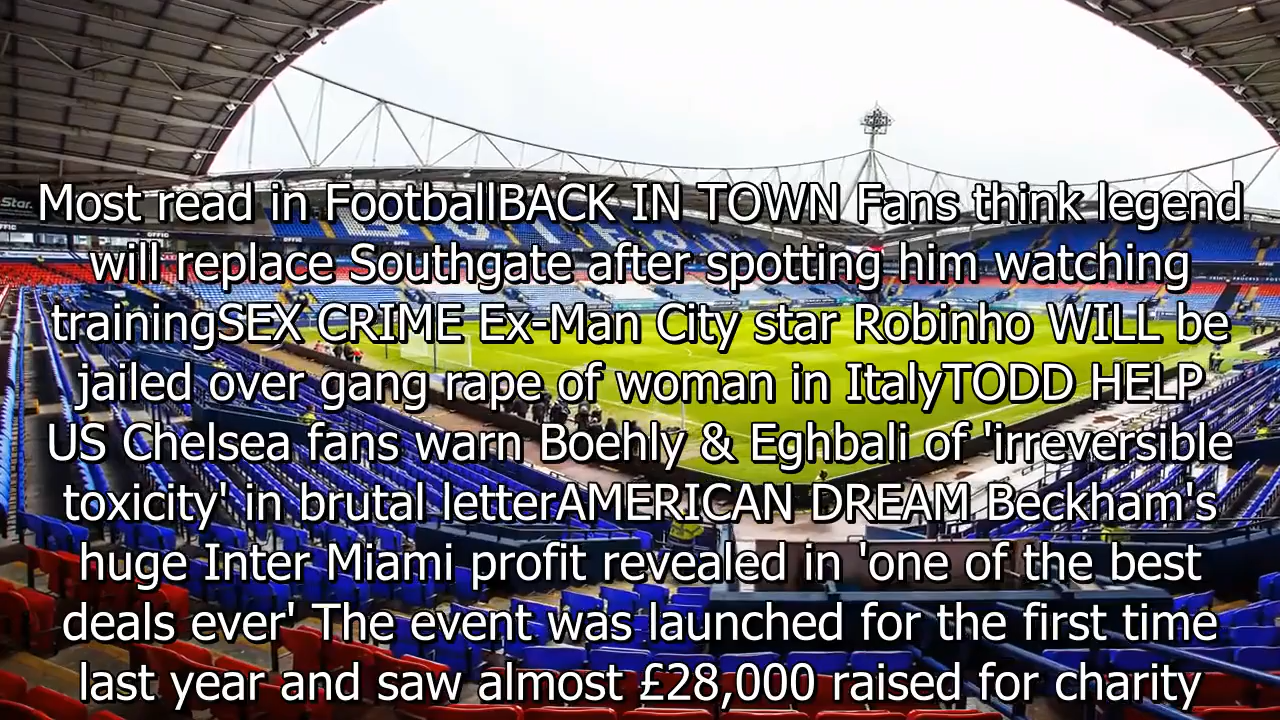 Star.
Bolton
Most read in FootballBACK IN TOWN Fans think legend
will replace Southgate after spotting him watching
trainingSEX CRIME Ex-Man City star Robinho WILL be
jailed over gang rape of woman in ItalyTODD HELP
US Chelsea fans warn Boehly & Eghbali of 'irreversible
toxicity' in brutal letterAMERICAN DREAM Beckham's
huge Inter Miami profit revealed in 'one of the best
deals ever' The event was launched for the first time
last year and saw almost £28,000 raised for charity